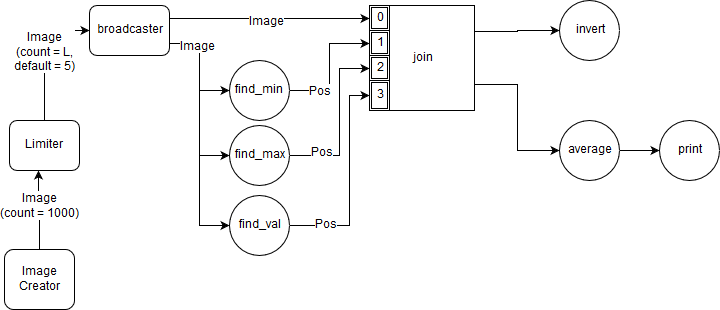 Image
(count = L,
default = 5)
broadcaster
Image
Image
0
1
2
3
join
invert
find_min
Pos
find_max
Pos
find_val
Pos
average
print
Limiter
Image
(count = 1000)
Image
Creator